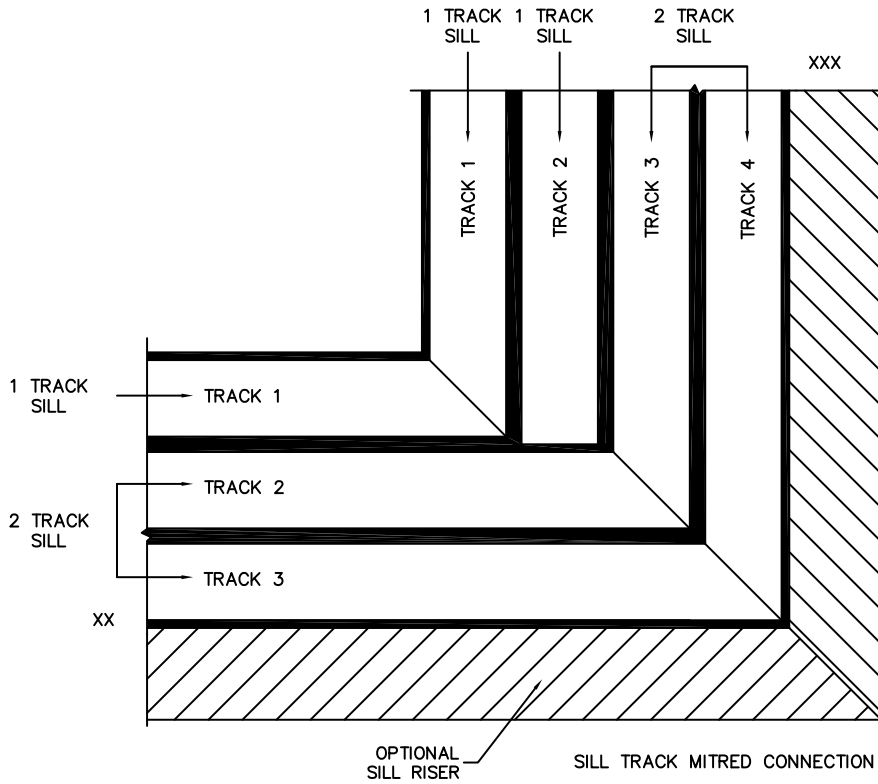 1 TRACK
SILL
1 TRACK
SILL
2 TRACK
SILL
XXX
TRACK 1
TRACK 2
TRACK 3
TRACK 4
1 TRACK
SILL
TRACK 1
2 TRACK
SILL
TRACK 2
TRACK 3
XX
OPTIONAL
SILL RISER
SILL TRACK MITRED CONNECTION